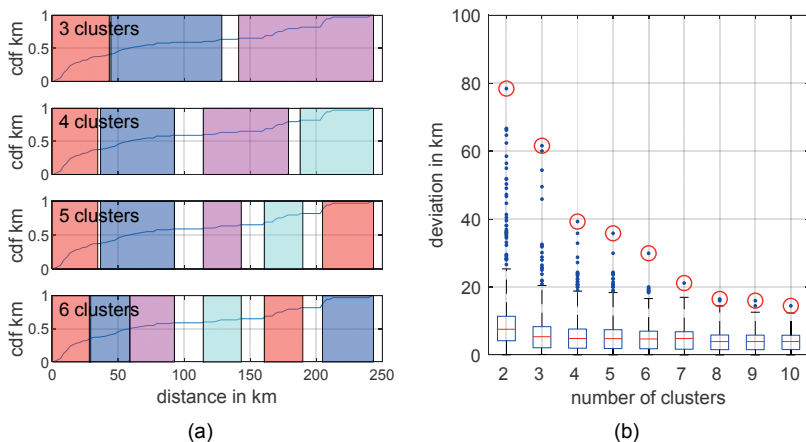 3 clusters
cdf km
1
0.5
0
4 clusters
cdf km
1
0.5
0
5 clusters
cdf km
1
0.5
0
6 clusters
cdf km
1
0.5
0
0 50 100 150 200 250
distance in km
(a)
deviation in km
100
80
60
40
20
0
2 3 4 5 6 7 8 9 10
number of clusters
(b)